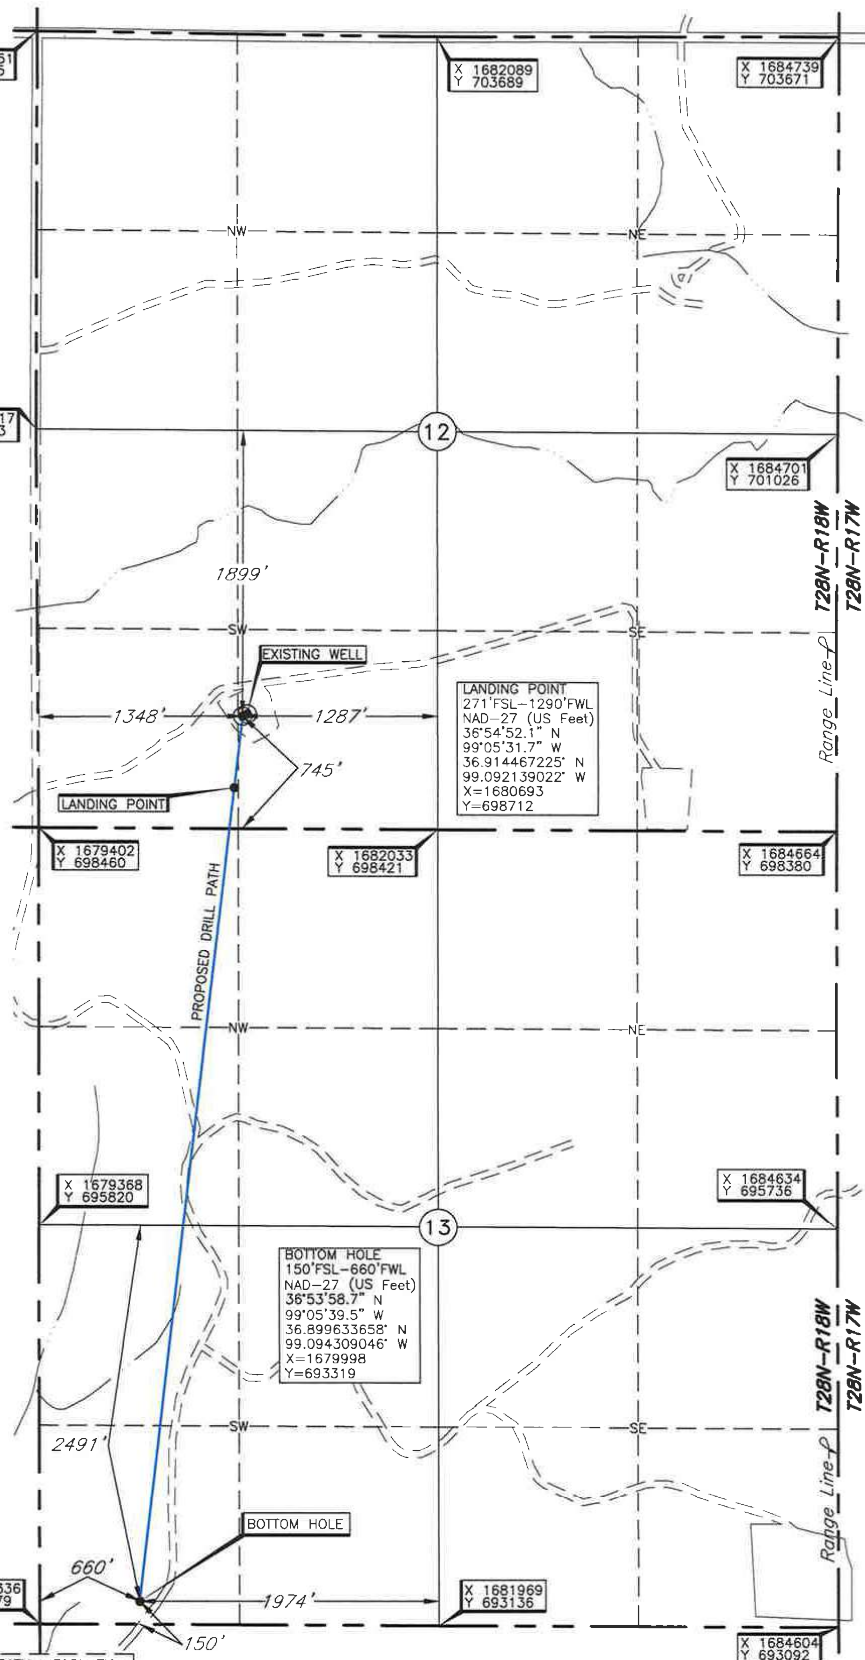 X 1682089
Y 703689
X 1684739
Y 703671
NW
NE
12
X 1684701
Y 701026
T28N-R18W
T28N-R17W
1899'
SW
SE
EXISTING WELL
Range Line
LANDING POINT
271'FSL-1290'FWL
NAD-27 (US Feet)
36°54'52.1" N
99°05'31.7" W
36.914467225° N
99.092139022° W
X=1680693
Y=698712
1348'
1287'
745'
LANDING POINT
X 1679402
Y 698460
X 1682033
Y 698421
X 1684664
Y 698380
PROPOSED DRILL PATH
NW
NE
X 1679368
Y 695820
X 1684634
Y 695736
13
BOTTOM HOLE
150'FSL-660'FWL
NAD-27 (US Feet)
36°53'58.7" N
99°05'39.5" W
36.899633658° N
99.094309046° W
X=1679998
Y=693319
T28N-R18W
T28N-R17W
SW
SE
2491'
Range Line
BOTTOM HOLE
660'
1974'
X 1681969
Y 693136
150'
X 1684604
Y 693092